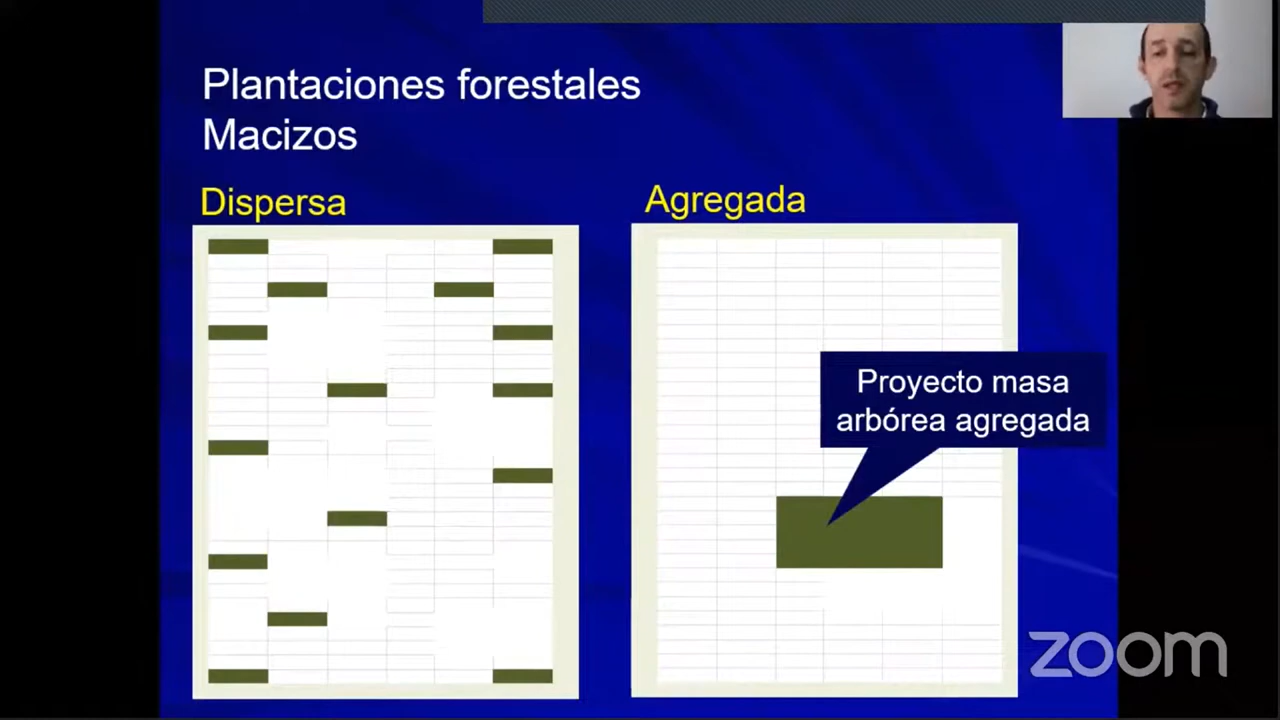 Plantaciones forestales
Macizos
Dispersa
Agregada
Proyecto masa
arbórea agregada
zoom